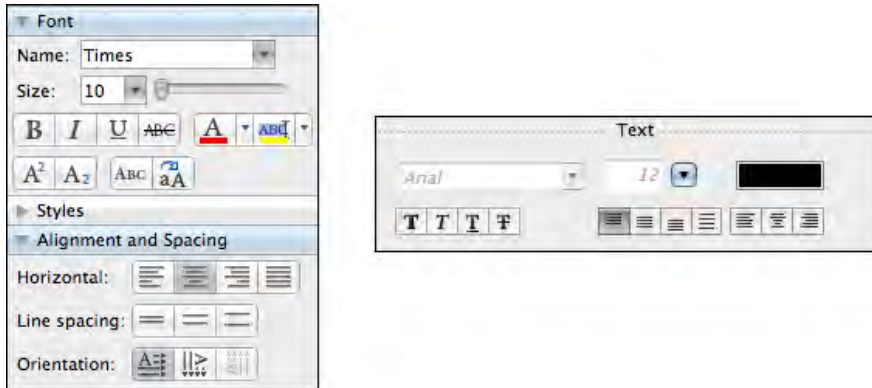 Font
Name: Times
Size: 10
B I U ABC A ABC
A² A₂ ABC aA
Styles
Alignment and Spacing
Horizontal:
Line spacing:
Orientation: A
Text
Arial 12
T T T T